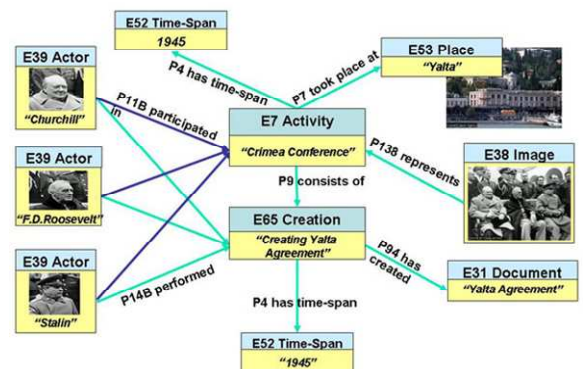 E52 Time-Span
1945
E39 Actor
"Churchill"
P4 has time-span
P7 took place at
E53 Place
"Yalta"
P11B participated
in
E7 Activity
"Crimea Conference"
E39 Actor
"F.D.Roosevelt"
P138 represents
E38 Image
P9 consists of
E65 Creation
"Creating Yalta
Agreement"
E39 Actor
"Stalin"
P14B performed
P94 has
created
E31 Document
"Yalta Agreement"
P4 has time-span
E52 Time-Span
"1945"